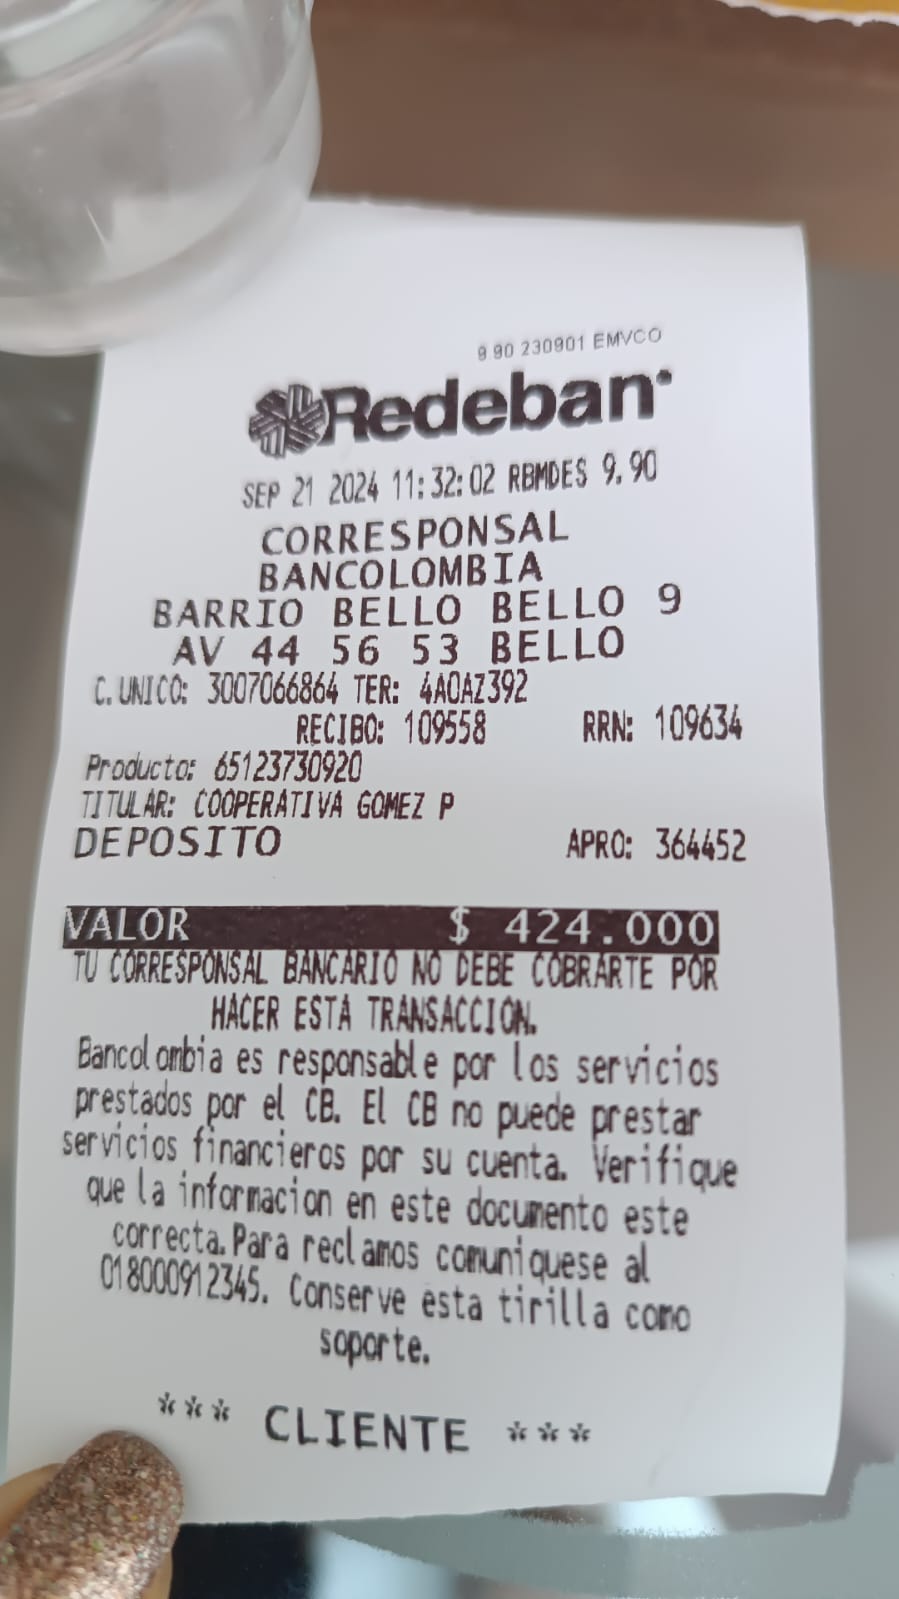 9.90 230901 EMVCO
Redeban
SEP 21 2024 11:32:02 RBMDES 9.90
CORRESPONSAL
BANCOLOMBIA
BARRIO BELLO BELLO 9
AV 44 56 53 BELLO
C. UNICO: 3007066864 TER: 4A0AZ392
RECIBO: 109558 RRN: 109634
Producto: 65123730920
TITULAR: COOPERATIVA GOMEZ P
DEPOSITO APRO: 364452
VALOR $ 424.000
TU CORRESPONSAL BANCARIO NO DEBE COBRARTE POR
HACER ESTA TRANSACCION.
Bancolombia es responsable por los servicios
prestados por el CB. El CB no puede prestar
servicios financieros por su cuenta. Verifique
que la informacion en este documento este
correcta. Para reclamos comuniquese al
018000912345. Conserve esta tirilla como
soporte.
*** CLIENTE ***